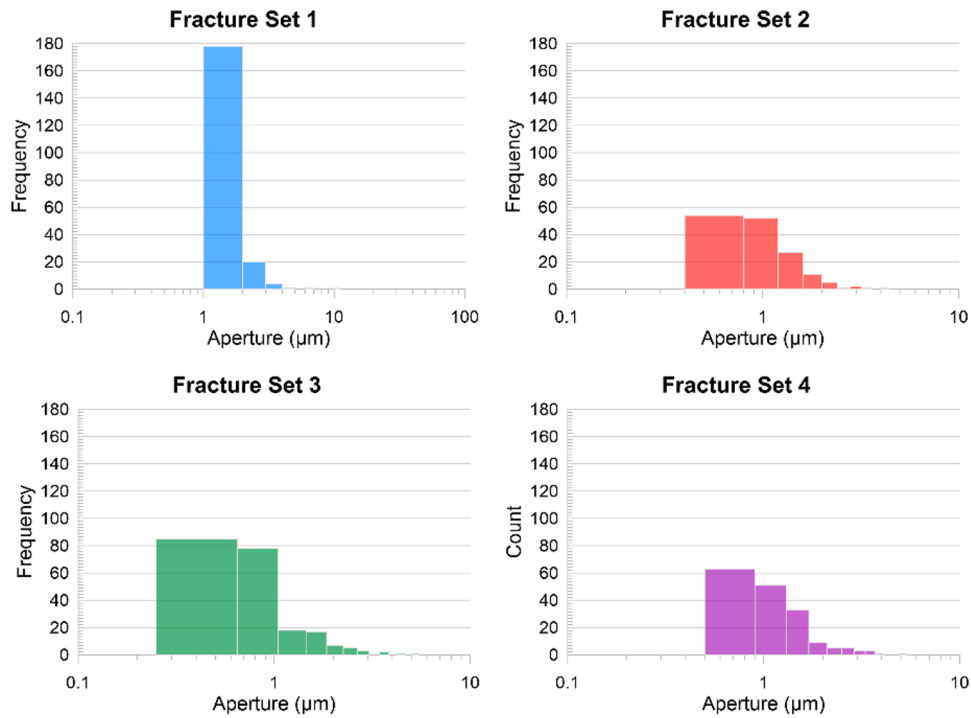 Fracture Set 1
180
160
140
120
100
80
60
40
20
0
Frequency
0.1 1 10 100
Aperture (µm)
Fracture Set 2
180
160
140
120
100
80
60
40
20
0
Frequency
0.1 1 10
Aperture (µm)
Fracture Set 3
180
160
140
120
100
80
60
40
20
0
Frequency
0.1 1 10
Aperture (µm)
Fracture Set 4
180
160
140
120
100
80
60
40
20
0
Count
0.1 1 10
Aperture (µm)